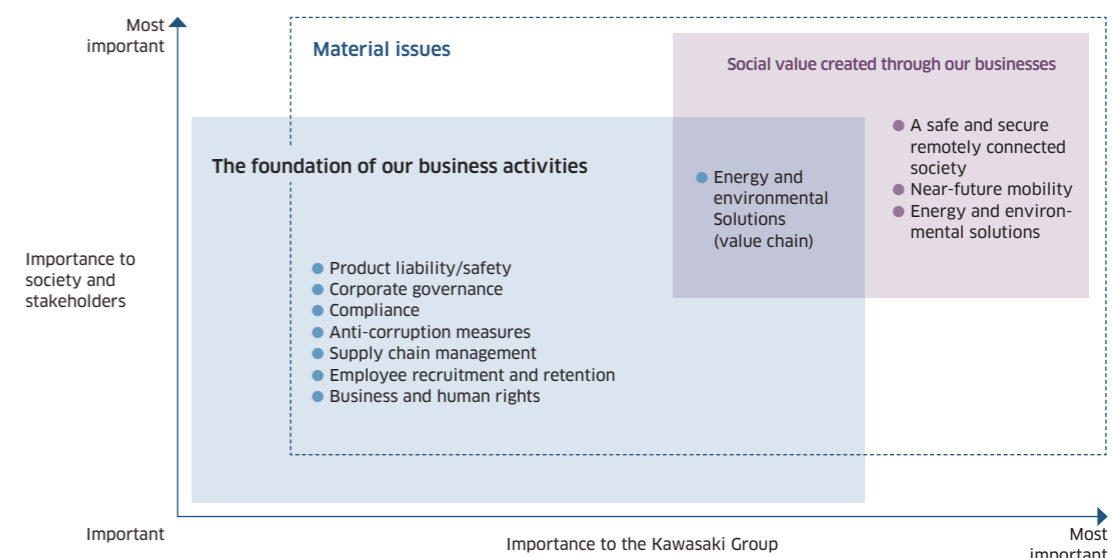 Most
important
Material issues
Social value created through our businesses
The foundation of our business activities
A safe and secure
remotely connected
society
Near-future mobility
Energy and environ-
mental solutions
Energy and
environmental
Solutions
(value chain)
Importance to
society and
stakeholders
Product liability/safety
Corporate governance
Compliance
Anti-corruption measures
Supply chain management
Employee recruitment and retention
Business and human rights
Important
Importance to the Kawasaki Group
Most
important